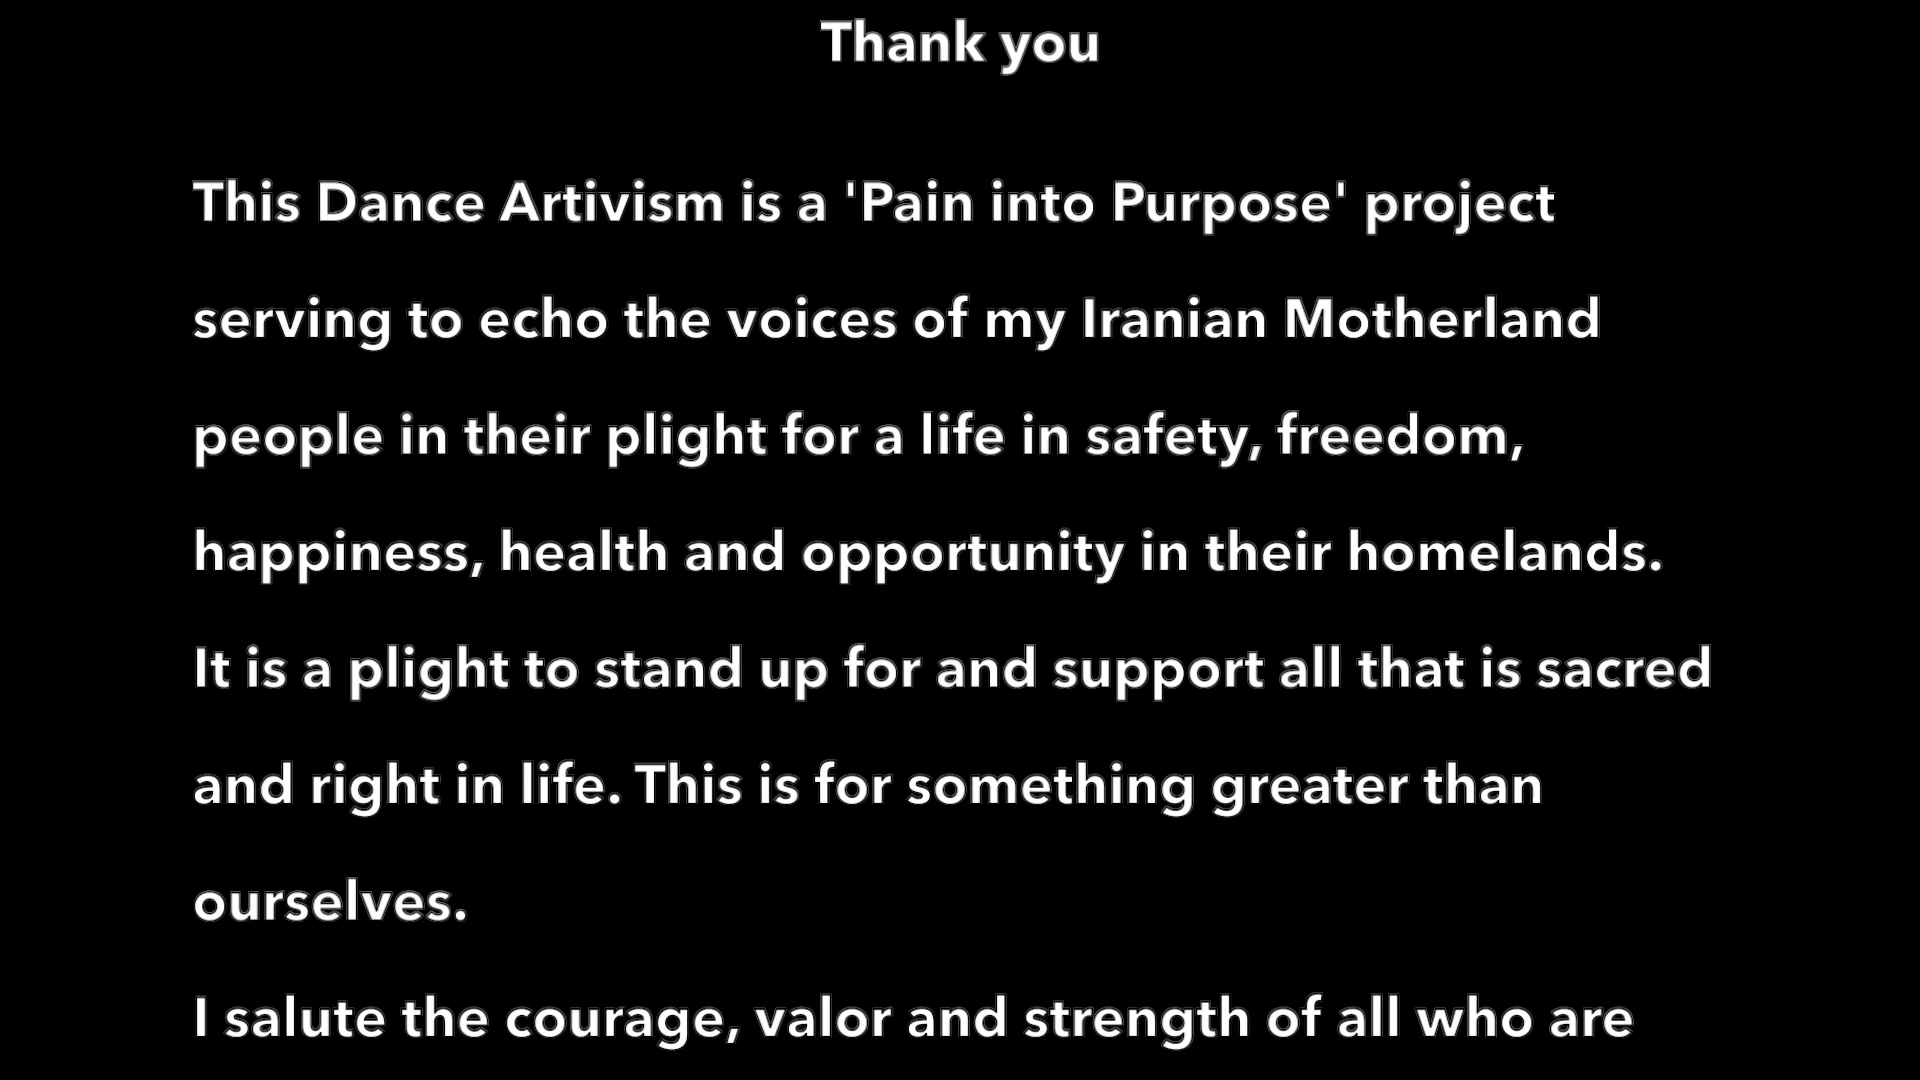 Thank you
This Dance Artivism is a 'Pain into Purpose' project
serving to echo the voices of my Iranian Motherland
people in their plight for a life in safety, freedom,
happiness, health and opportunity in their homelands.
It is a plight to stand up for and support all that is sacred
and right in life. This is for something greater than
ourselves.
I salute the courage, valor and strength of all who are